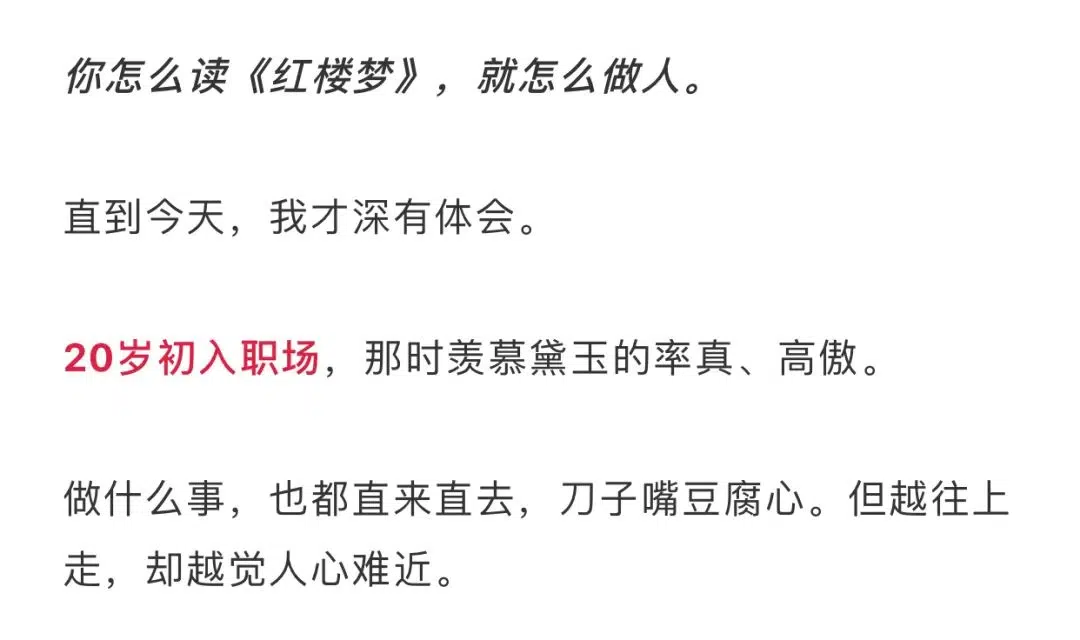 你怎么读《红楼梦》，就怎么做人。
直到今天，我才深有体会。
20岁初入职场，那时羡慕黛玉的率真、高傲。
做什么事，也都直来直去，刀子嘴豆腐心。但越往上
走，却越觉人心难近。